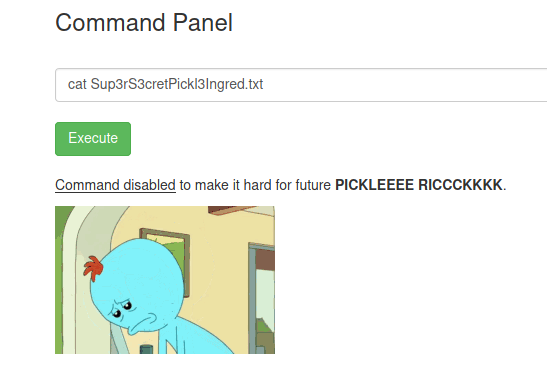 Command Panel
cat Sup3rS3cretPickl3Ingred.txt
Execute
Command disabled to make it hard for future PICKLEEEE RICCCKKKK.